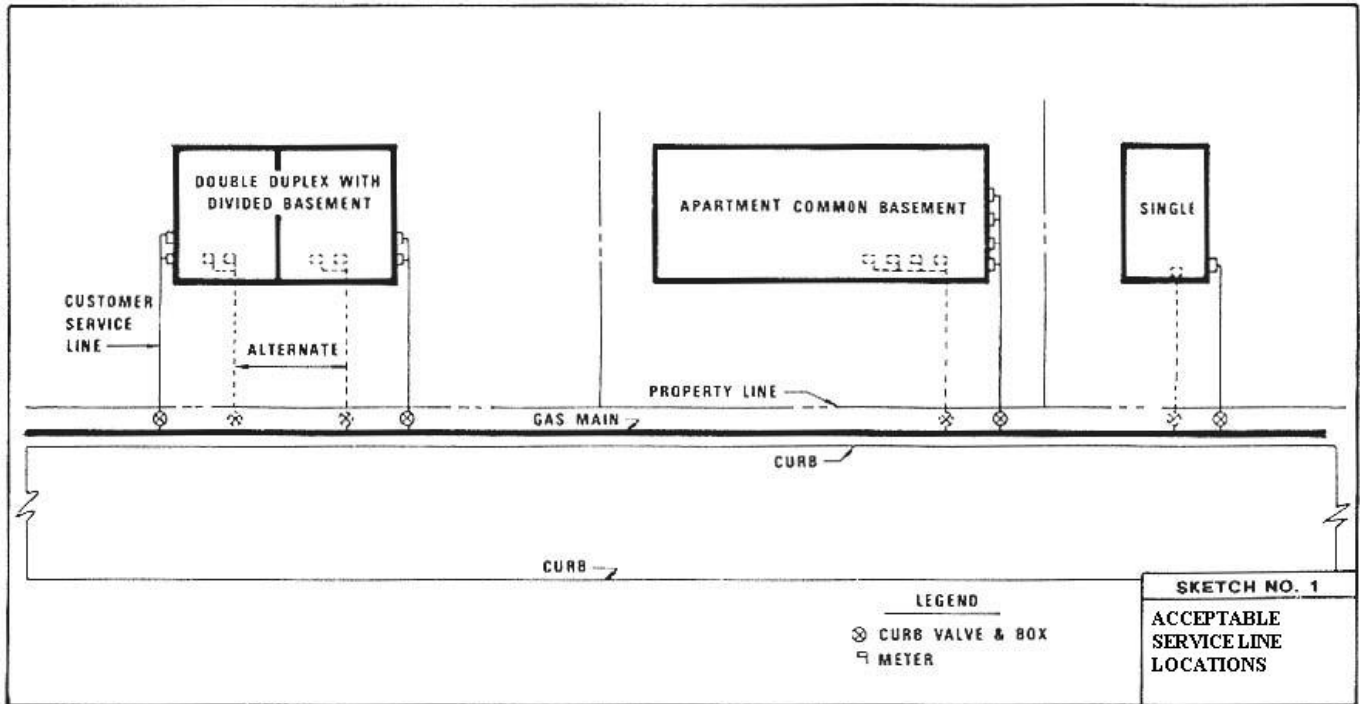 DOUBLE DUPLEX WITH
DIVIDED BASEMENT
APARTMENT COMMON BASEMENT
SINGLE
CUSTOMER
SERVICE
LINE
ALTERNATE
PROPERTY LINE
GAS MAIN
CURB
CURB
LEGEND
CURB VALVE & BOX
METER
SKETCH NO. 1
ACCEPTABLE
SERVICE LINE
LOCATIONS